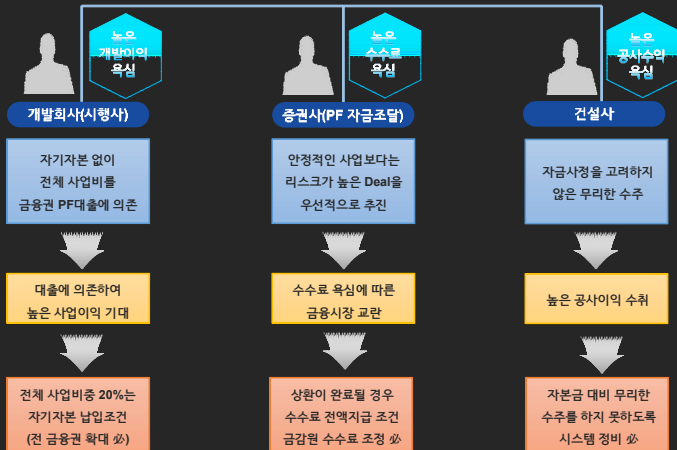 높은
개발이익
욕심
높은
수수료
욕심
높은
공사수익
욕심
개발회사(시행사)
증권사(PF 자금조달)
건설사
자기자본 없이
전체 사업비를
금융권 PF대출에 의존
안정적인 사업보다는
리스크가 높은 Deal을
우선적으로 추진
자금사정을 고려하지
않은 무리한 수주
대출에 의존하여
높은 사업이익 기대
수수료 욕심에 따른
금융시장 교란
높은 공사이익 수취
전체 사업비중 20%는
자기자본 납입조건
(전 금융권 확대 必)
상환이 완료될 경우
수수료 전액지급 조건
금감원 수수료 조정 必
자본금 대비 무리한
수주를 하지 못하도록
시스템 정비 必